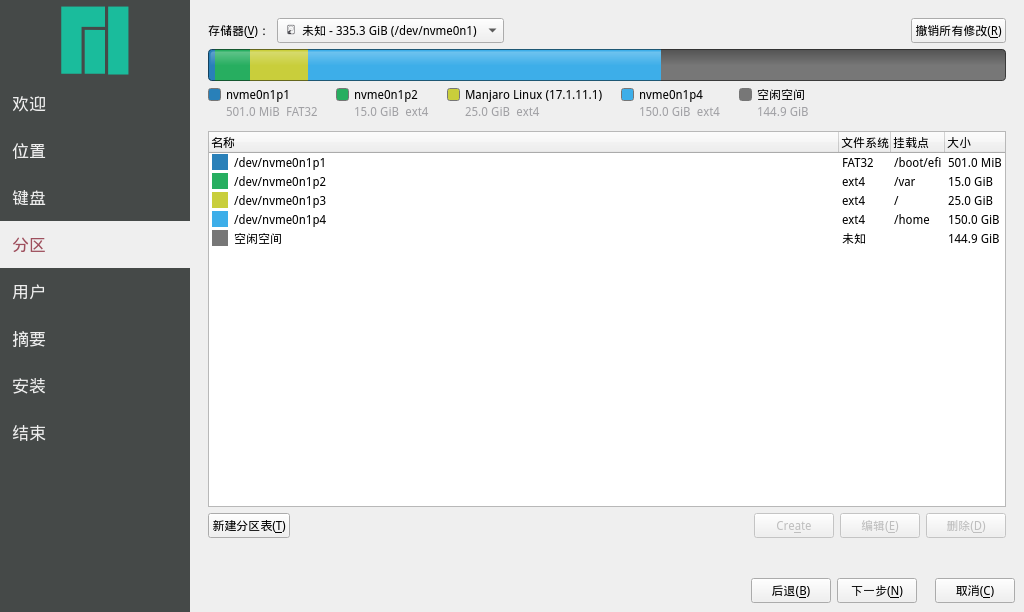 欢迎
位置
键盘
分区
用户
摘要
安装
结束
存储器(V)： 未知 - 335.3 GiB (/dev/nvme0n1) 撤销所有修改(R)
nvme0n1p1 nvme0n1p2 Manjaro Linux (17.1.11.1) nvme0n1p4 空闲空间
501.0 MiB FAT32 15.0 GiB ext4 25.0 GiB ext4 150.0 GiB ext4 144.9 GiB
名称 文件系统 挂载点 大小
/dev/nvme0n1p1 FAT32 /boot/efi 501.0 MiB
/dev/nvme0n1p2 ext4 /var 15.0 GiB
/dev/nvme0n1p3 ext4 / 25.0 GiB
/dev/nvme0n1p4 ext4 /home 150.0 GiB
空闲空间 未知 144.9 GiB
新建分区表(T) Create 编辑(E) 删除(D)
后退(B) 下一步(N) 取消(C)